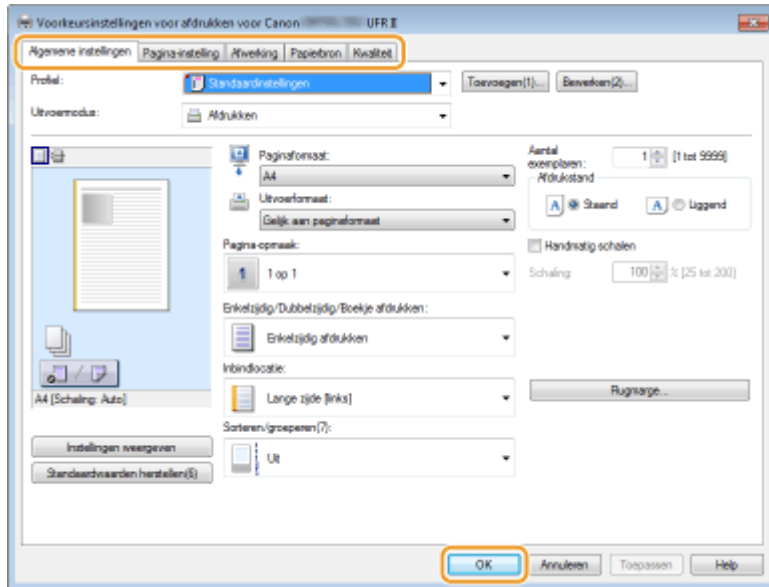 Voorkeursinstellingen voor afdrukken voor Canon UFR II
Algemene instellingen Pagina-instelling Afwerking Papierbron Kwaliteit
Profiel: Standaardinstellingen Toevoegen(1)... Bewerken(2)...
Uitvoermodus: Afdrukken
Paginaformaat:
A4
Uitvoerformaat:
Gelijk aan paginaformaat
Pagina-opmaak:
1 1 op 1
Enkelzijdig/Dubbelzijdig/Boekje afdrukken:
Enkelzijdig afdrukken
Inbindlocatie:
Lange zijde [links]
Sorteren/groeperen(7):
Uit
Aantal exemplaren: 1 [1 tot 9999]
Afdrukstand
A Staand A Liggend
Handmatig schalen
Schaling: 100 % [25 tot 200]
Rugmarge...
A4 [Schaling: Auto]
Instellingen weergeven
Standaardwaarden herstellen(6)
OK Annuleren Toepassen Help